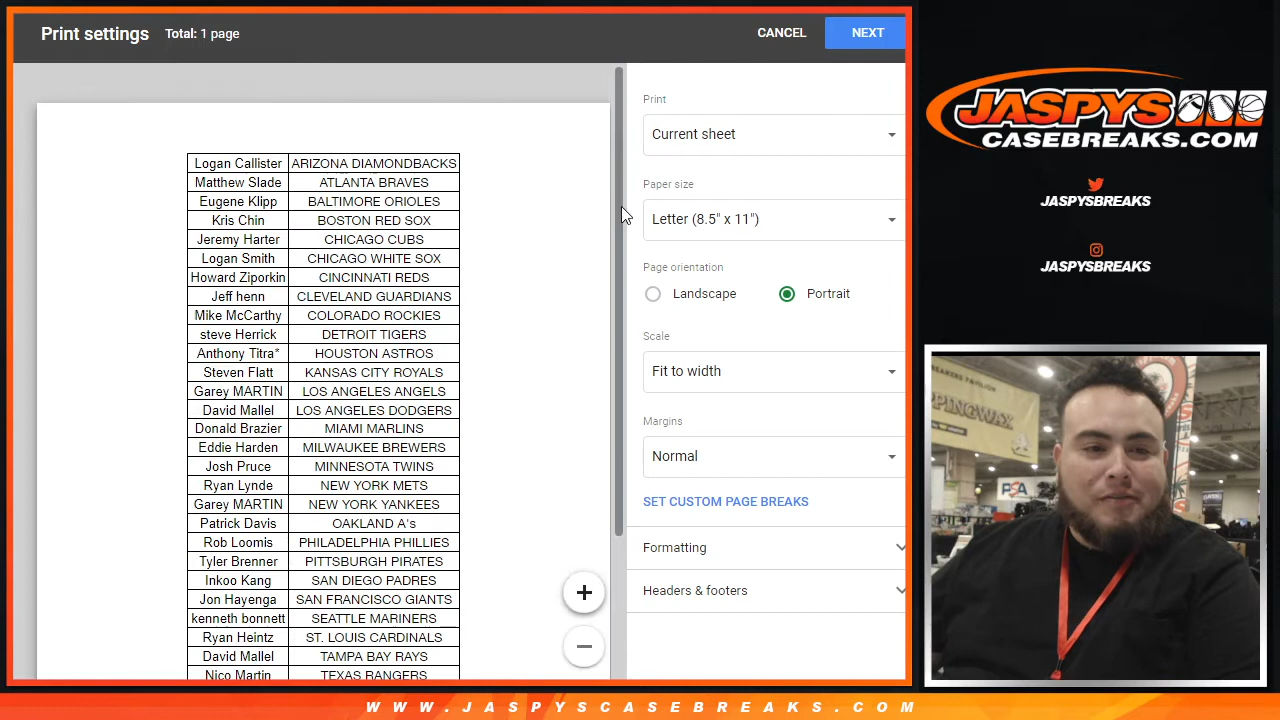 Print settings Total: 1 page CANCEL NEXT
Logan Callister ARIZONA DIAMONDBACKS
Matthew Slade ATLANTA BRAVES
Eugene Klipp BALTIMORE ORIOLES
Kris Chin BOSTON RED SOX
Jeremy Harter CHICAGO CUBS
Logan Smith CHICAGO WHITE SOX
Howard Ziporkin CINCINNATI REDS
Jeff henn CLEVELAND GUARDIANS
Mike McCarthy COLORADO ROCKIES
steve Herrick DETROIT TIGERS
Anthony Titra* HOUSTON ASTROS
Steven Flatt KANSAS CITY ROYALS
Garey MARTIN LOS ANGELES ANGELS
David Mallel LOS ANGELES DODGERS
Donald Brazier MIAMI MARLINS
Eddie Harden MILWAUKEE BREWERS
Josh Pruce MINNESOTA TWINS
Ryan Lynde NEW YORK METS
Garey MARTIN NEW YORK YANKEES
Patrick Davis OAKLAND A's
Rob Loomis PHILADELPHIA PHILLIES
Tyler Brenner PITTSBURGH PIRATES
Inkoo Kang SAN DIEGO PADRES
Jon Hayenga SAN FRANCISCO GIANTS
kenneth bonnett SEATTLE MARINERS
Ryan Heintz ST. LOUIS CARDINALS
David Mallel TAMPA BAY RAYS
Nico Martin TEXAS RANGERS
Print
Current sheet
Paper size
Letter (8.5" x 11")
Page orientation
Landscape Portrait
Scale
Fit to width
Margins
Normal
SET CUSTOM PAGE BREAKS
Formatting
Headers & footers
JASPYS
CASEBREAKS.COM
JASPYSBREAKS
JASPYSBREAKS
PSA
WWW.JASPYSCASEBREAKS.COM